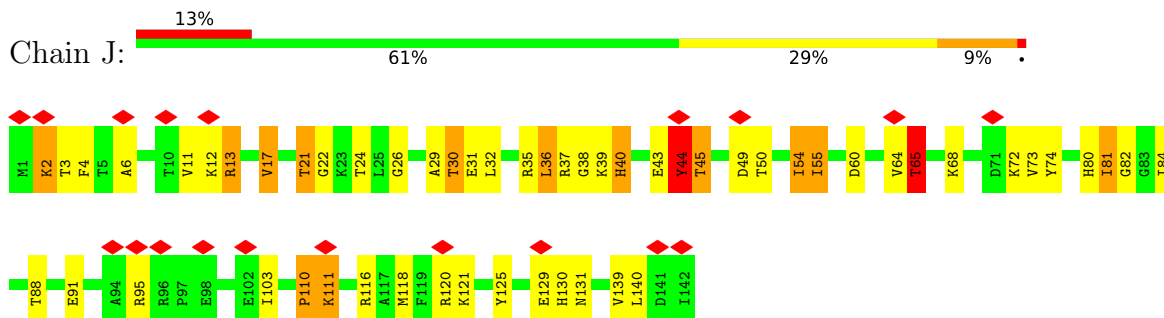 13%
Chain J:
61% 29% 9% •
M1 K2 T3 F4 T5 A6 T10 V11 K12 R13 V17 T21 G22 K23 T24 L25 G26 A29 T30 E31 L32 R35 L36 R37 G38 K39 H40 E43 Y44 T45 D49 T50 I54 I55 D60 V64 T65 K68 D71 K72 V73 Y74 H80 I81 G82 G83 I84
T88 E91 A94 R95 R96 P97 E98 E102 I103 P110 K111 R116 A117 M118 F119 R120 K121 Y125 E129 H130 N131 V139 L140 D141 I142